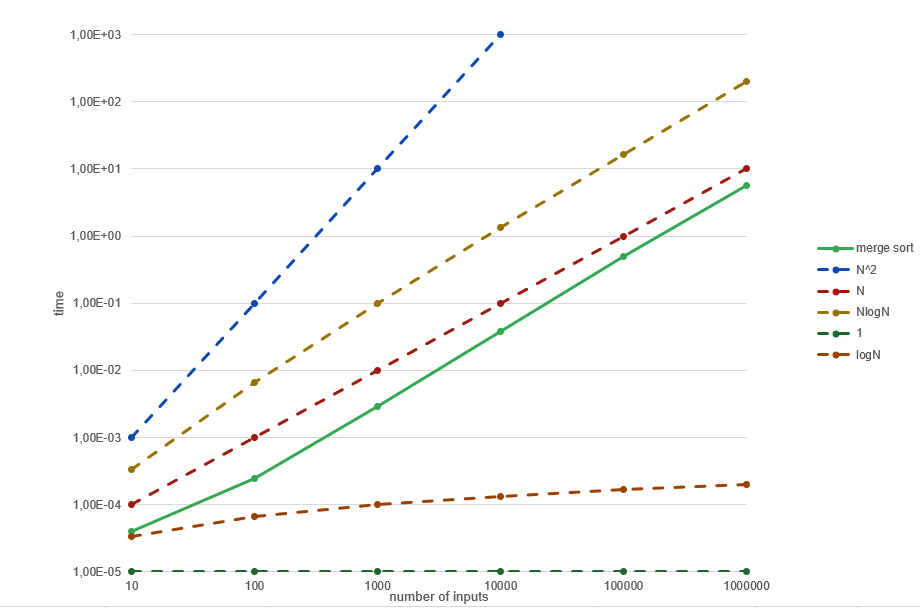 1,00E+03
1,00E+02
1,00E+01
1,00E+00
1,00E-01
1,00E-02
1,00E-03
1,00E-04
1,00E-05
time
10 100 1000 10000 100000 1000000
number of inputs
merge sort
N^2
N
NlogN
1
logN